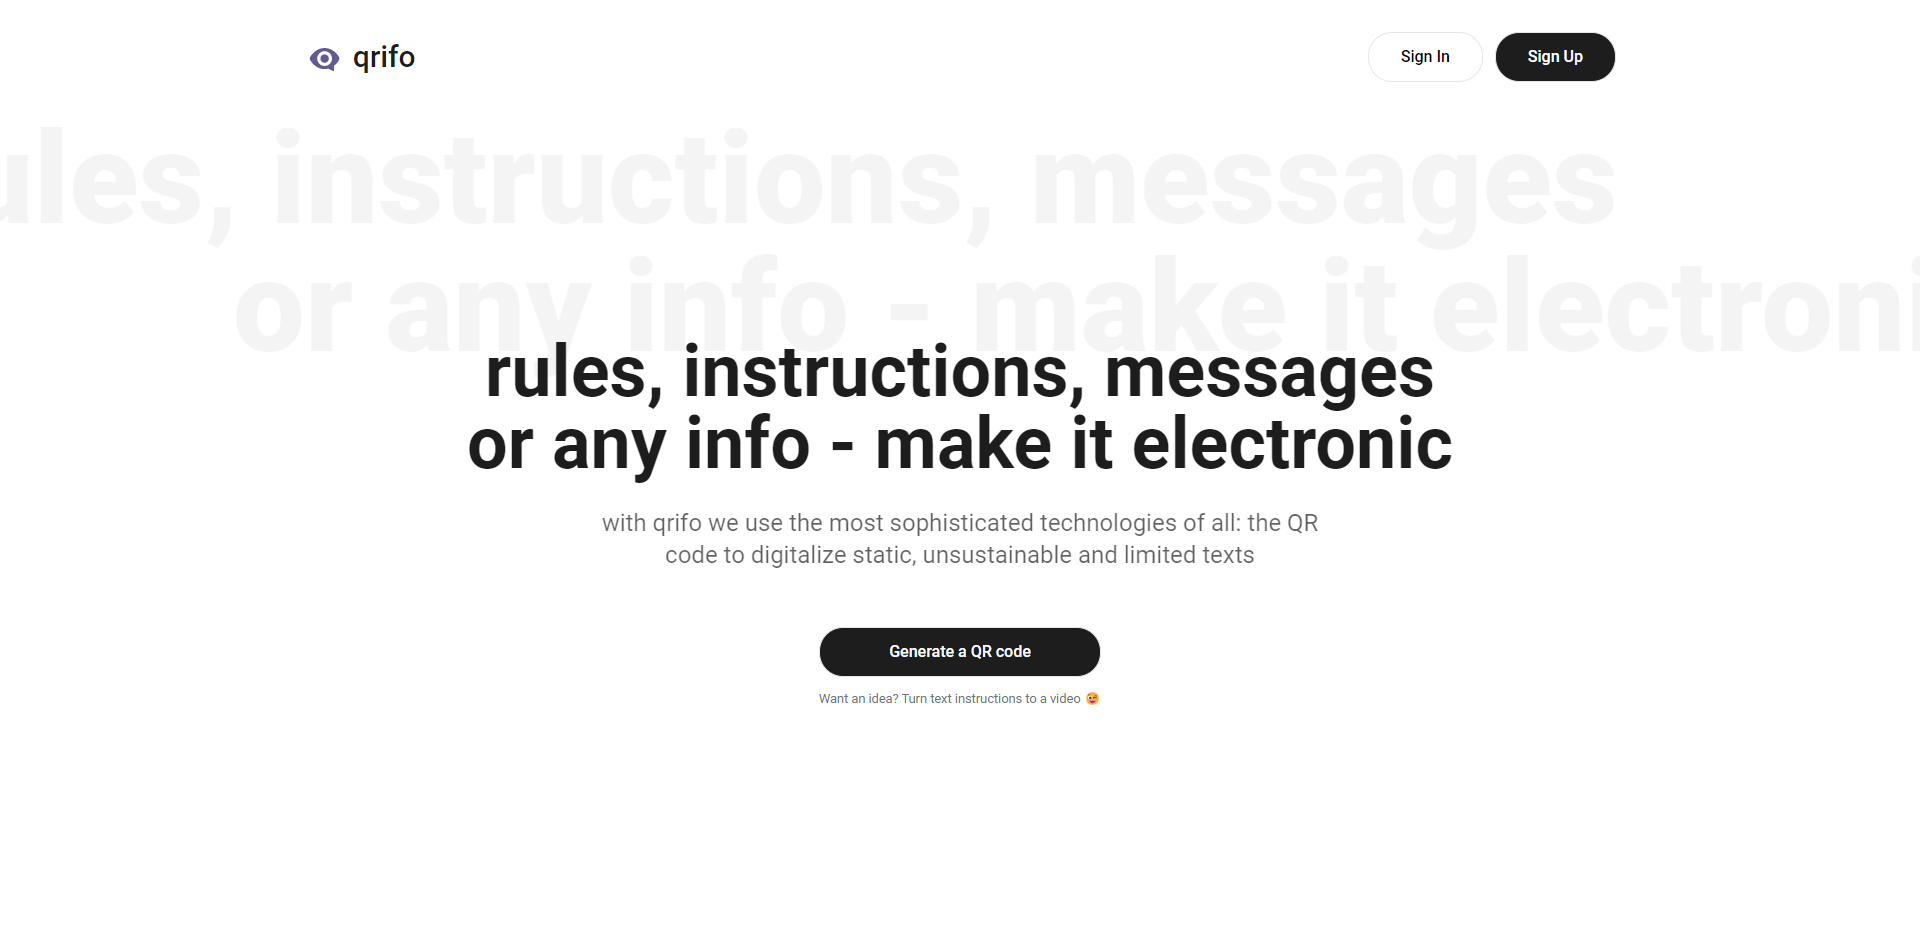 qrifo
Sign In
Sign Up
ules, instructions, messages
or any info - make it electroni
rules, instructions, messages
or any info - make it electronic
with qrifo we use the most sophisticated technologies of all: the QR
code to digitalize static, unsustainable and limited texts
Generate a QR code
Want an idea? Turn text instructions to a video 🥳